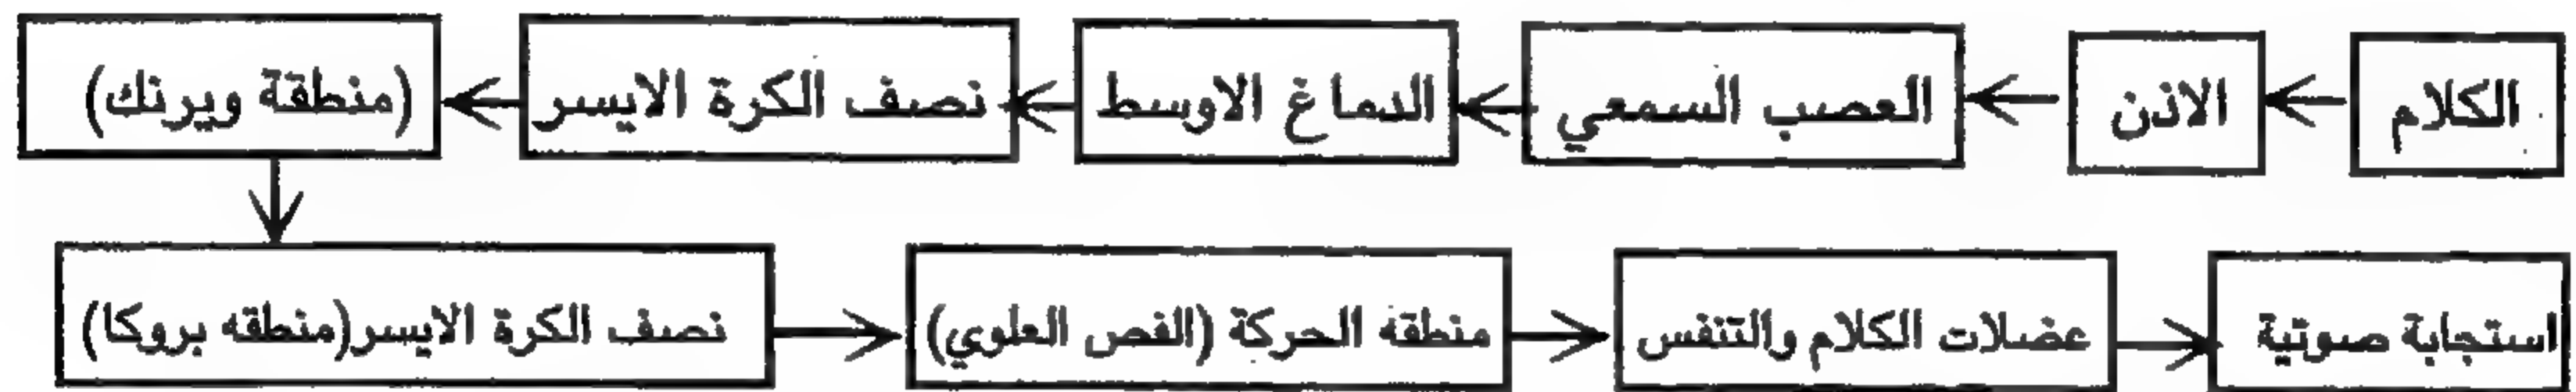 الكلام
الاذن
العصب السمعي
الدماغ الاوسط
نصف الكرة الايسر
(منطقة ويرنك)
نصف الكرة الايسر(منطقه بروكا)
منطقه الحركة (الفص العلوي)
عضلات الكلام والتنفس
استجابة صوتية